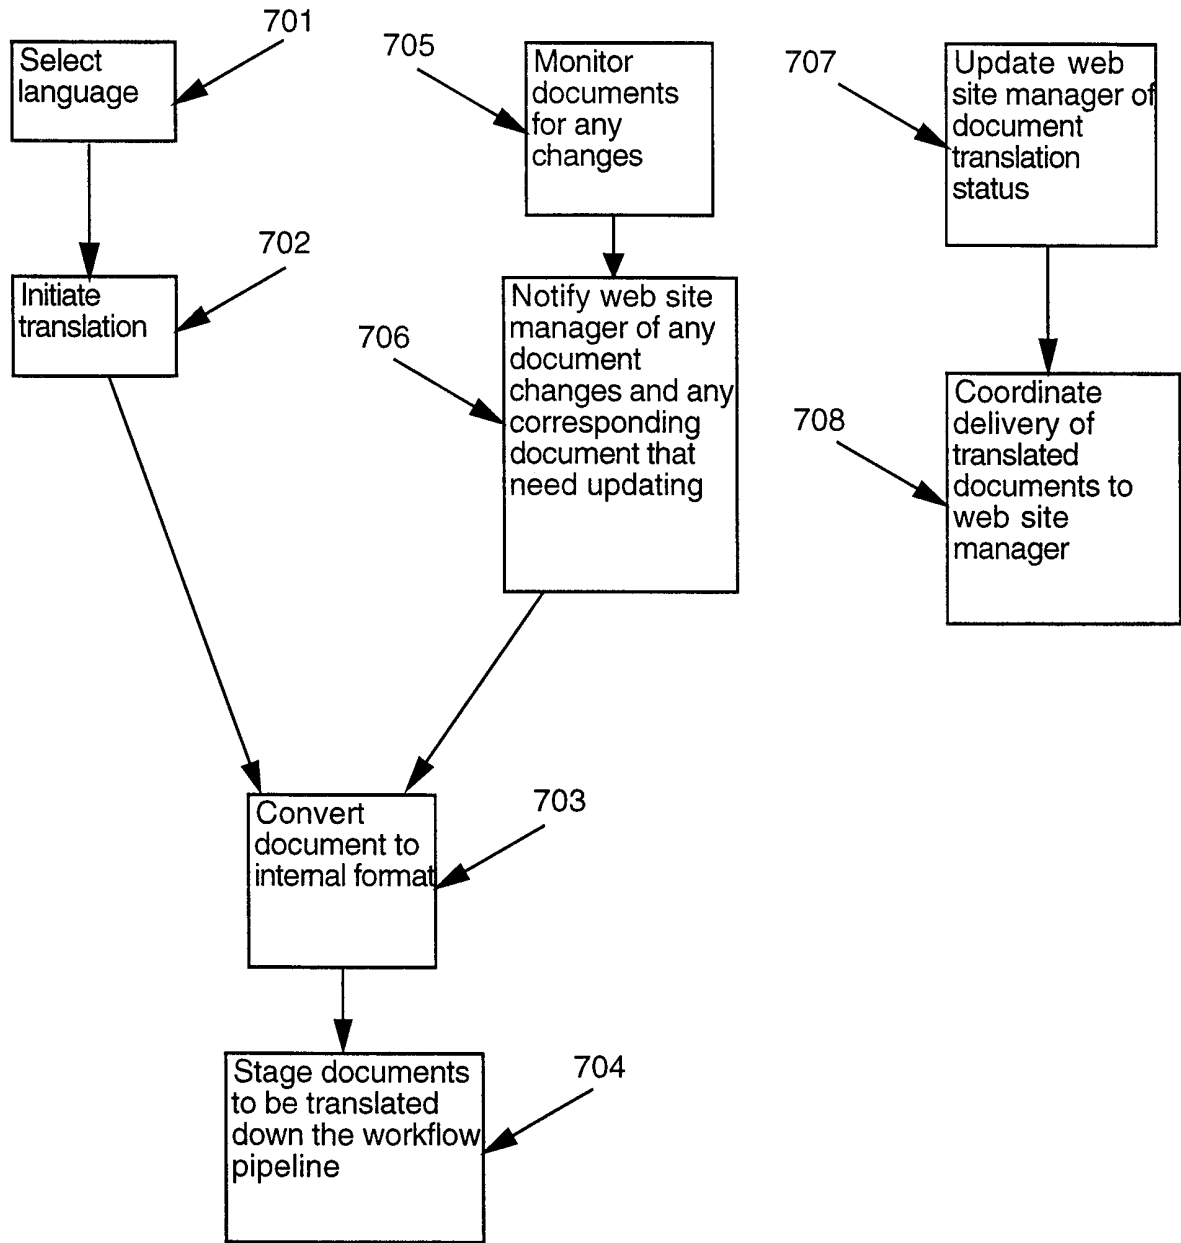 701
Select
language
702
Initiate
translation
705
Monitor
documents
for any
changes
706
Notify web site
manager of any
document
changes and any
corresponding
document that
need updating
707
Update web
site manager of
document
translation
status
708
Coordinate
delivery of
translated
documents to
web site
manager
703
Convert
document to
internal format
704
Stage documents
to be translated
down the workflow
pipeline